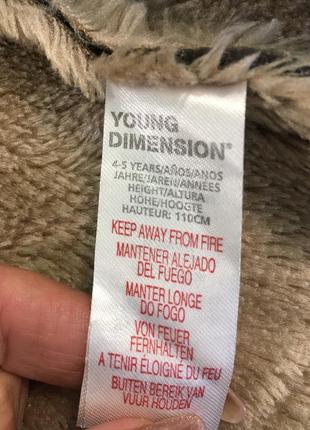 YOUNG
DIMENSION®
4-5 YEARS/AÑOS/ANOS
JAHRE/JAREN/ANNÉES
HEIGHT/ALTURA
HÖHE/HOOGTE
HAUTEUR: 110CM
KEEP AWAY FROM FIRE
MANTENER ALEJADO
DEL FUEGO
MANTER LONGE
DO FOGO
VON FEUER
FERNHALTEN
A TENIR ÉLOIGNÉ DU FEU
BUITEN BEREIK VAN
VUUR HOUDEN